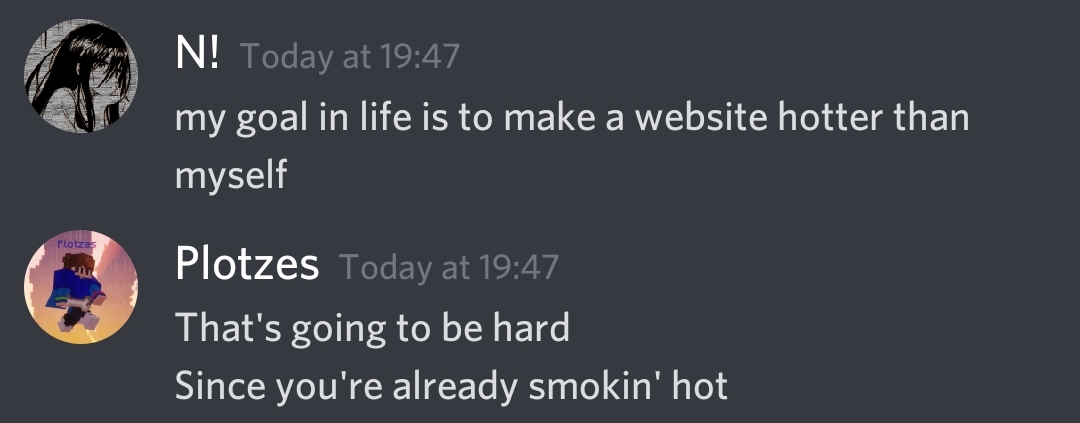 N! Today at 19:47
my goal in life is to make a website hotter than
myself
Plotzes
Plotzes Today at 19:47
That's going to be hard
Since you're already smokin' hot